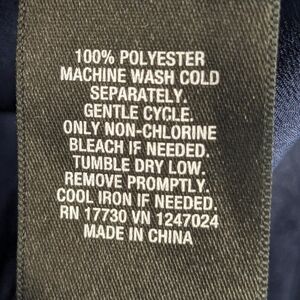 100% POLYESTER
MACHINE WASH COLD
SEPARATELY.
GENTLE CYCLE.
ONLY NON-CHLORINE
BLEACH IF NEEDED.
TUMBLE DRY LOW.
REMOVE PROMPTLY.
COOL IRON IF NEEDED.
RN 17730 VN 1247024
MADE IN CHINA